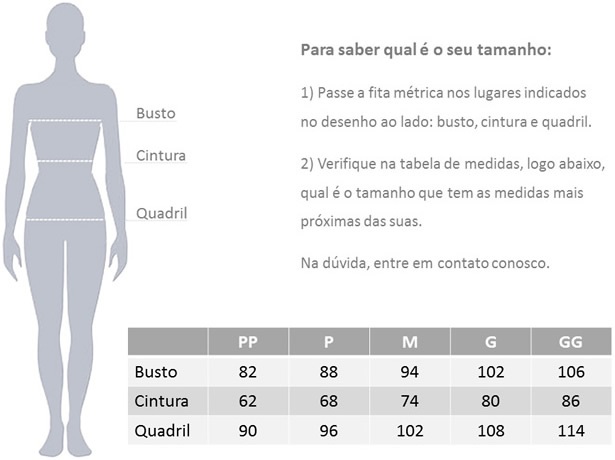 Para saber qual é o seu tamanho:
1) Passe a fita métrica nos lugares indicados
no desenho ao lado: busto, cintura e quadril.
2) Verifique na tabela de medidas, logo abaixo,
qual é o tamanho que tem as medidas mais
próximas das suas.
Na dúvida, entre em contato conosco.
Busto
Cintura
Quadril
PP P M G GG
Busto 82 88 94 102 106
Cintura 62 68 74 80 86
Quadril 90 96 102 108 114